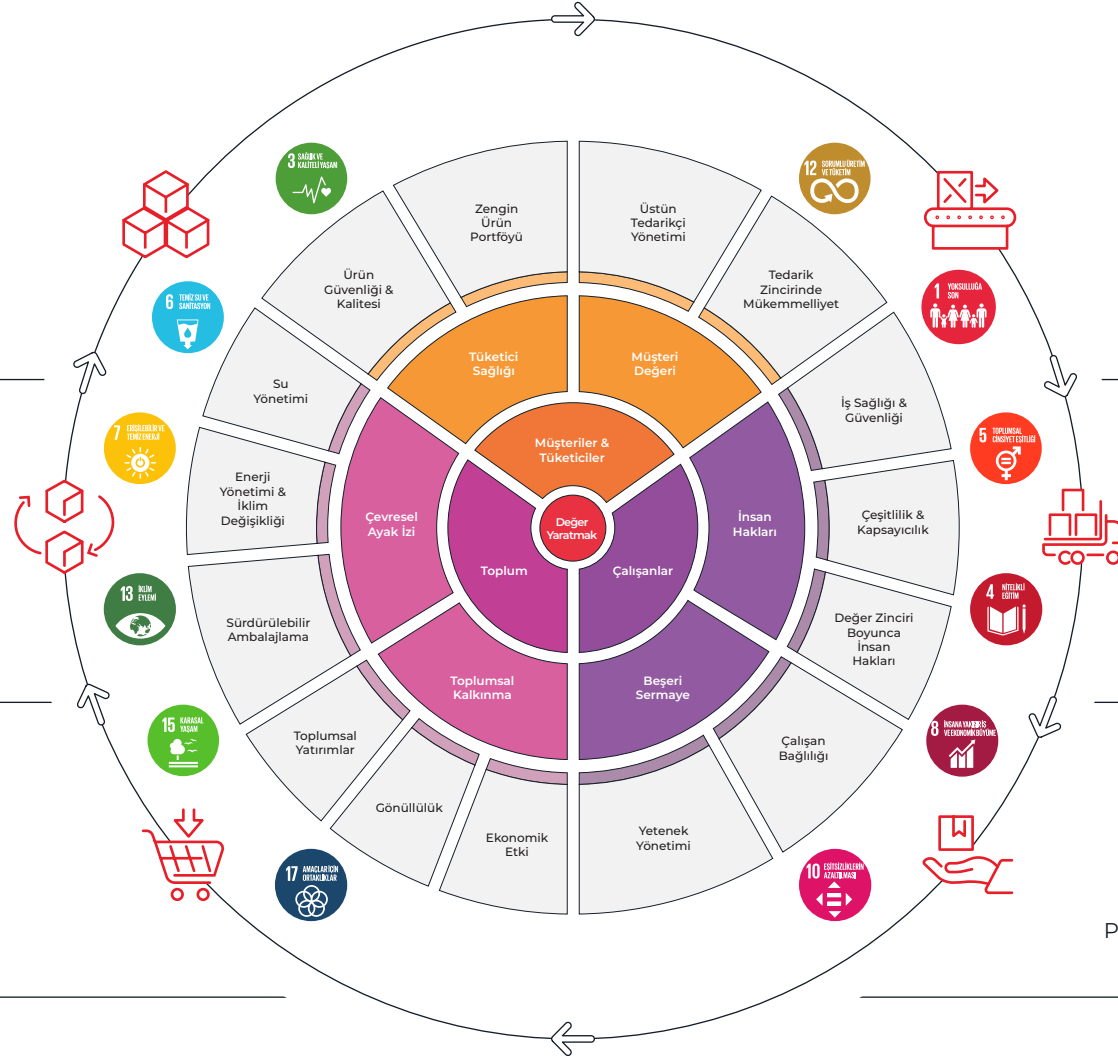 3 SAĞLIK VE
KALİTELİ YAŞAM
12 SORUMLU ÜRETİM
VE TÜKETİM
Zengin
Ürün
Portföyü
Üstün
Tedarikçi
Yönetimi
Ürün
Güvenliği &
Kalitesi
Tedarik
Zincirinde
Mükemmelliyet
6 TEMİZ SU VE
SANİTASYON
1 YOKSULLUĞA
SON
Tüketici
Sağlığı
Müşteri
Değeri
Su
Yönetimi
İş Sağlığı &
Güvenliği
7 ERİŞİLEBİLİR VE
TEMİZ ENERJİ
5 TOPLUMSAL
CİNSİYET EŞİTLİĞİ
Müşteriler &
Tüketiciler
Enerji
Yönetimi &
İklim
Değişikliği
Çevresel
Ayak İzi
Değer
Yaratmak
İnsan
Hakları
Çeşitlilik &
Kapsayıcılık
Toplum
Çalışanlar
13 İKLİM
EYLEMİ
4 NİTELİKLİ
EĞİTİM
Sürdürülebilir
Ambalajlama
Değer Zinciri
Boyunca
İnsan
Hakları
Toplumsal
Kalkınma
Beşeri
Sermaye
15 KARASAL
YAŞAM
8 İNSANA YAKIŞIR İŞ
VE EKONOMİK BÜYÜME
Toplumsal
Yatırımlar
Çalışan
Bağlılığı
Gönüllülük
Ekonomik
Etki
Yetenek
Yönetimi
17 AMAÇLAR İÇİN
ORTAKLIKLAR
10 EŞİTSİZLİKLERİN
AZALTILMASI
P